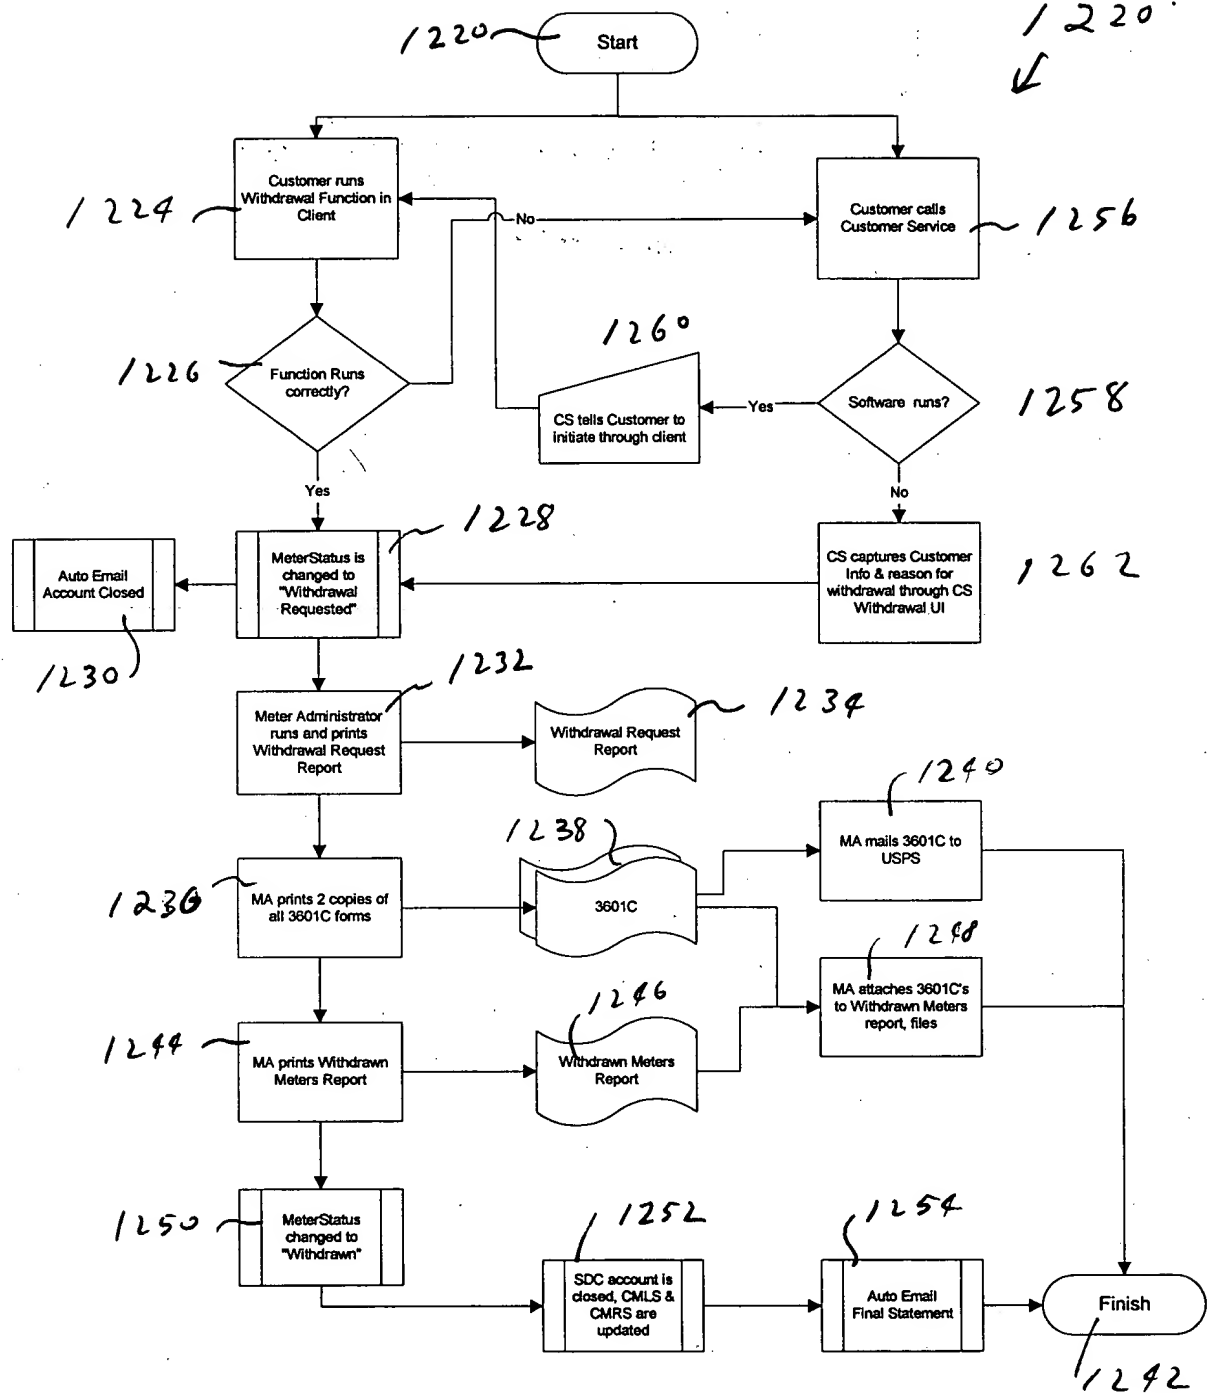 1220
Start
1220
Customer runs
Withdrawal Function in
Client
1224
No
Customer calls
Customer Service
1256
1260
1226
Function Runs
correctly?
CS tells Customer to
initiate through client
Yes
Software runs?
1258
Yes
No
1228
Auto Email
Account Closed
MeterStatus is
changed to
"Withdrawal
Requested"
CS captures Customer
Info & reason for
withdrawal through CS
Withdrawal UI
1262
1230
1232
Meter Administrator
runs and prints
Withdrawal Request
Report
Withdrawal Request
Report
1234
1240
1238
MA mails 3601C to
USPS
1236
MA prints 2 copies of
all 3601C forms
3601C
1248
MA attaches 3601C's
to Withdrawn Meters
report, files
1246
1244
MA prints Withdrawn
Meters Report
Withdrawn Meters
Report
1250
MeterStatus
changed to
"Withdrawn"
1252
1254
SDC account is
closed, CMLS &
CMRS are
updated
Auto Email
Final Statement
Finish
1242